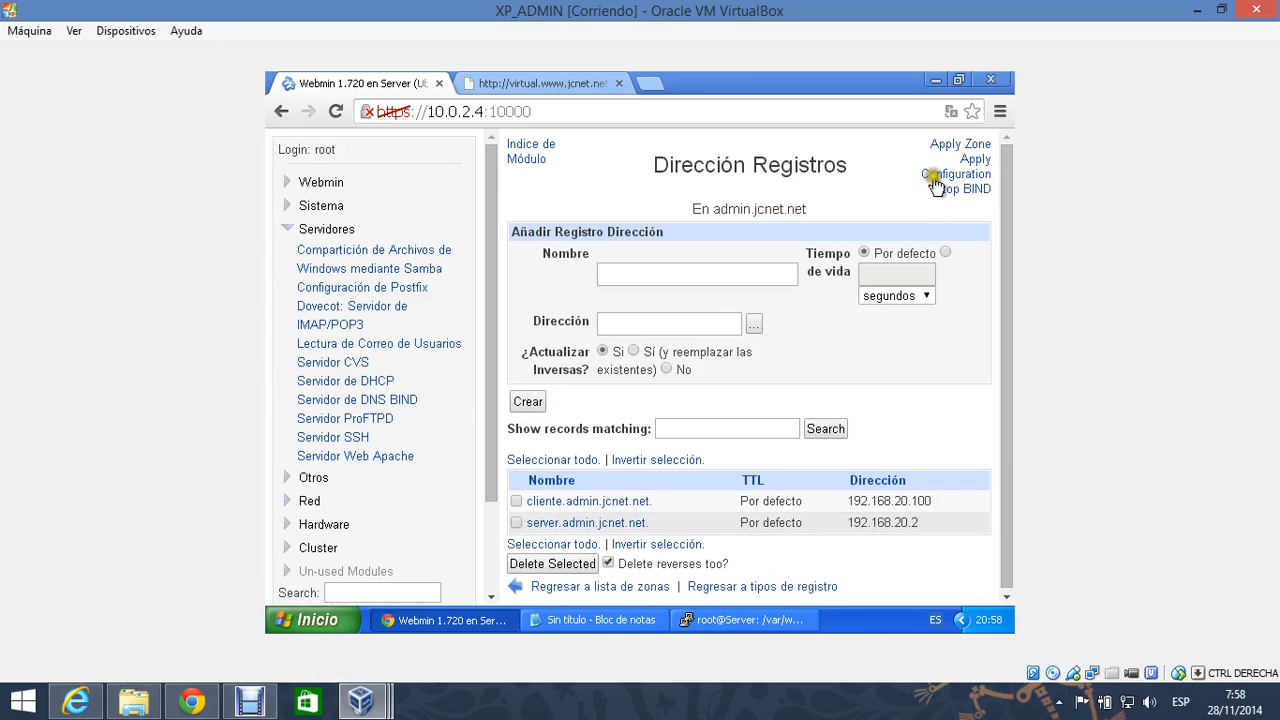 XP_ADMIN [Corriendo] - Oracle VM VirtualBox
Máquina Ver Dispositivos Ayuda
Webmin 1.720 en Server (Ub
http://virtual.www.jcnet.ne
https://10.0.2.4:10000
Login: root
Webmin
Sistema
Servidores
Compartición de Archivos de
Windows mediante Samba
Configuración de Postfix
Dovecot: Servidor de
IMAP/POP3
Lectura de Correo de Usuarios
Servidor CVS
Servidor de DHCP
Servidor de DNS BIND
Servidor ProFTPD
Servidor SSH
Servidor Web Apache
Otros
Red
Hardware
Cluster
Un-used Modules
Search:
Indice de
Módulo
Dirección Registros
Apply Zone
Apply
Configuration
Stop BIND
En admin.jcnet.net
Añadir Registro Dirección
Nombre
Tiempo
de vida
Por defecto
segundos
Dirección
...
¿Actualizar
Inversas?
Si Sí (y reemplazar las
existentes) No
Crear
Show records matching: Search
Seleccionar todo. | Invertir selección.
Nombre TTL Dirección
cliente.admin.jcnet.net. Por defecto 192.168.20.100
server.admin.jcnet.net. Por defecto 192.168.20.2
Seleccionar todo. | Invertir selección.
Delete Selected Delete reverses too?
Regresar a lista de zonas | Regresar a tipos de registro
Inicio
Webmin 1.720 en Ser...
Sin título - Bloc de notas
root@Server: /var/w...
ES
20:58
CTRL DERECHA
ESP
7:58
28/11/2014